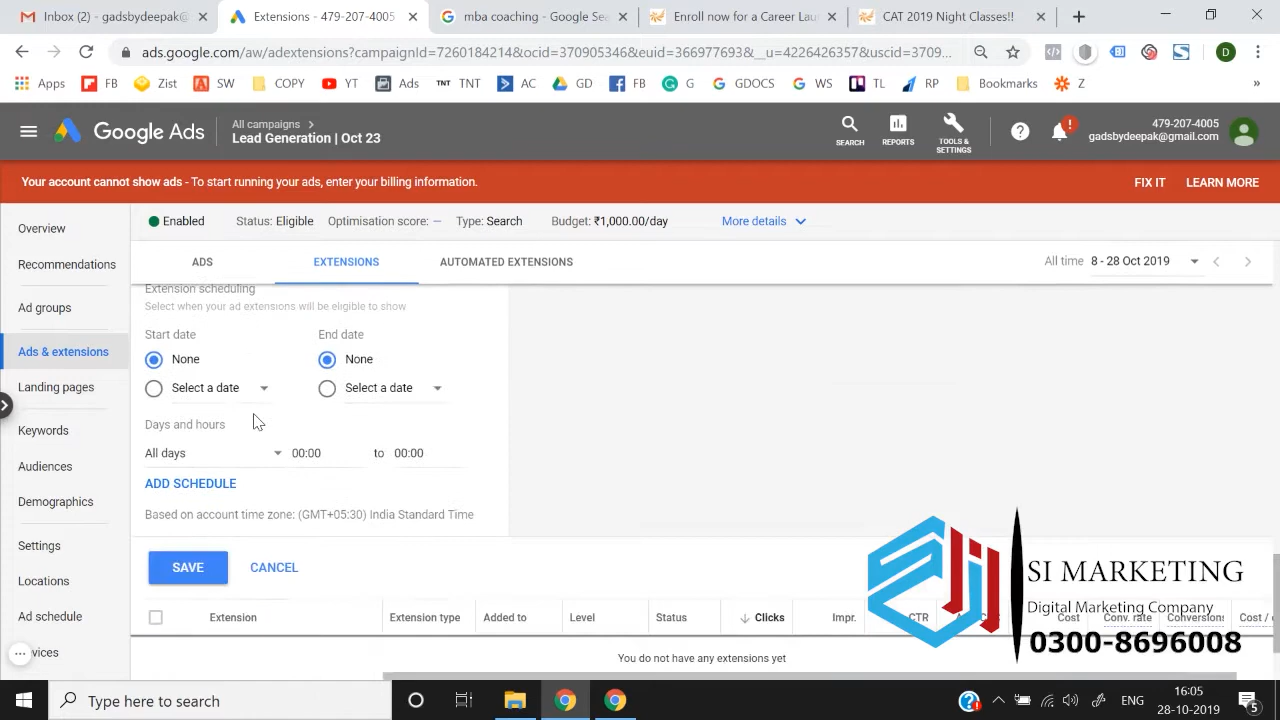 Inbox (4) - gadsbydeepak@
Extensions - 479-207-4005
mba coaching - Google Se
Enroll now for a Career Lau
CAT 2019 Night Classes!!
ads.google.com/aw/adextensions?campaignId=7260184214&ocid=370905346&euid=366977693&__u=4226426357&uscid=3709...
D
Apps FB Zist SW COPY YT Ads TNT TNT AC GD FB G GDOCS WS TL RP Bookmarks Z »
Google Ads
All campaigns
Lead Generation | Oct 23
SEARCH
REPORTS
TOOLS & SETTINGS
479-207-4005
gadsbydeepak@gmail.com
Your account cannot show ads - To start running your ads, enter your billing information.
FIX IT LEARN MORE
Enabled Status: Eligible Optimisation score: — Type: Search Budget: ₹1,000.00/day More details
ADS EXTENSIONS AUTOMATED EXTENSIONS
All time 8 - 28 Oct 2019
Overview
Recommendations
Ad groups
Ads & extensions
Landing pages
Keywords
Audiences
Demographics
Settings
Locations
Ad schedule
vices
Extension scheduling
Select when your ad extensions will be eligible to show
Start date End date
None None
Select a date Select a date
Days and hours
All days 00:00 to 00:00
ADD SCHEDULE
Based on account time zone: (GMT+05:30) India Standard Time
SAVE CANCEL
Extension Extension type Added to Level Status Clicks Impr. CTR Cost Conv. rate Conversions Cost /
You do not have any extensions yet
SI MARKETING
Digital Marketing Company
0300-8696008
Type here to search
ENG
16:05
28-10-2019
5